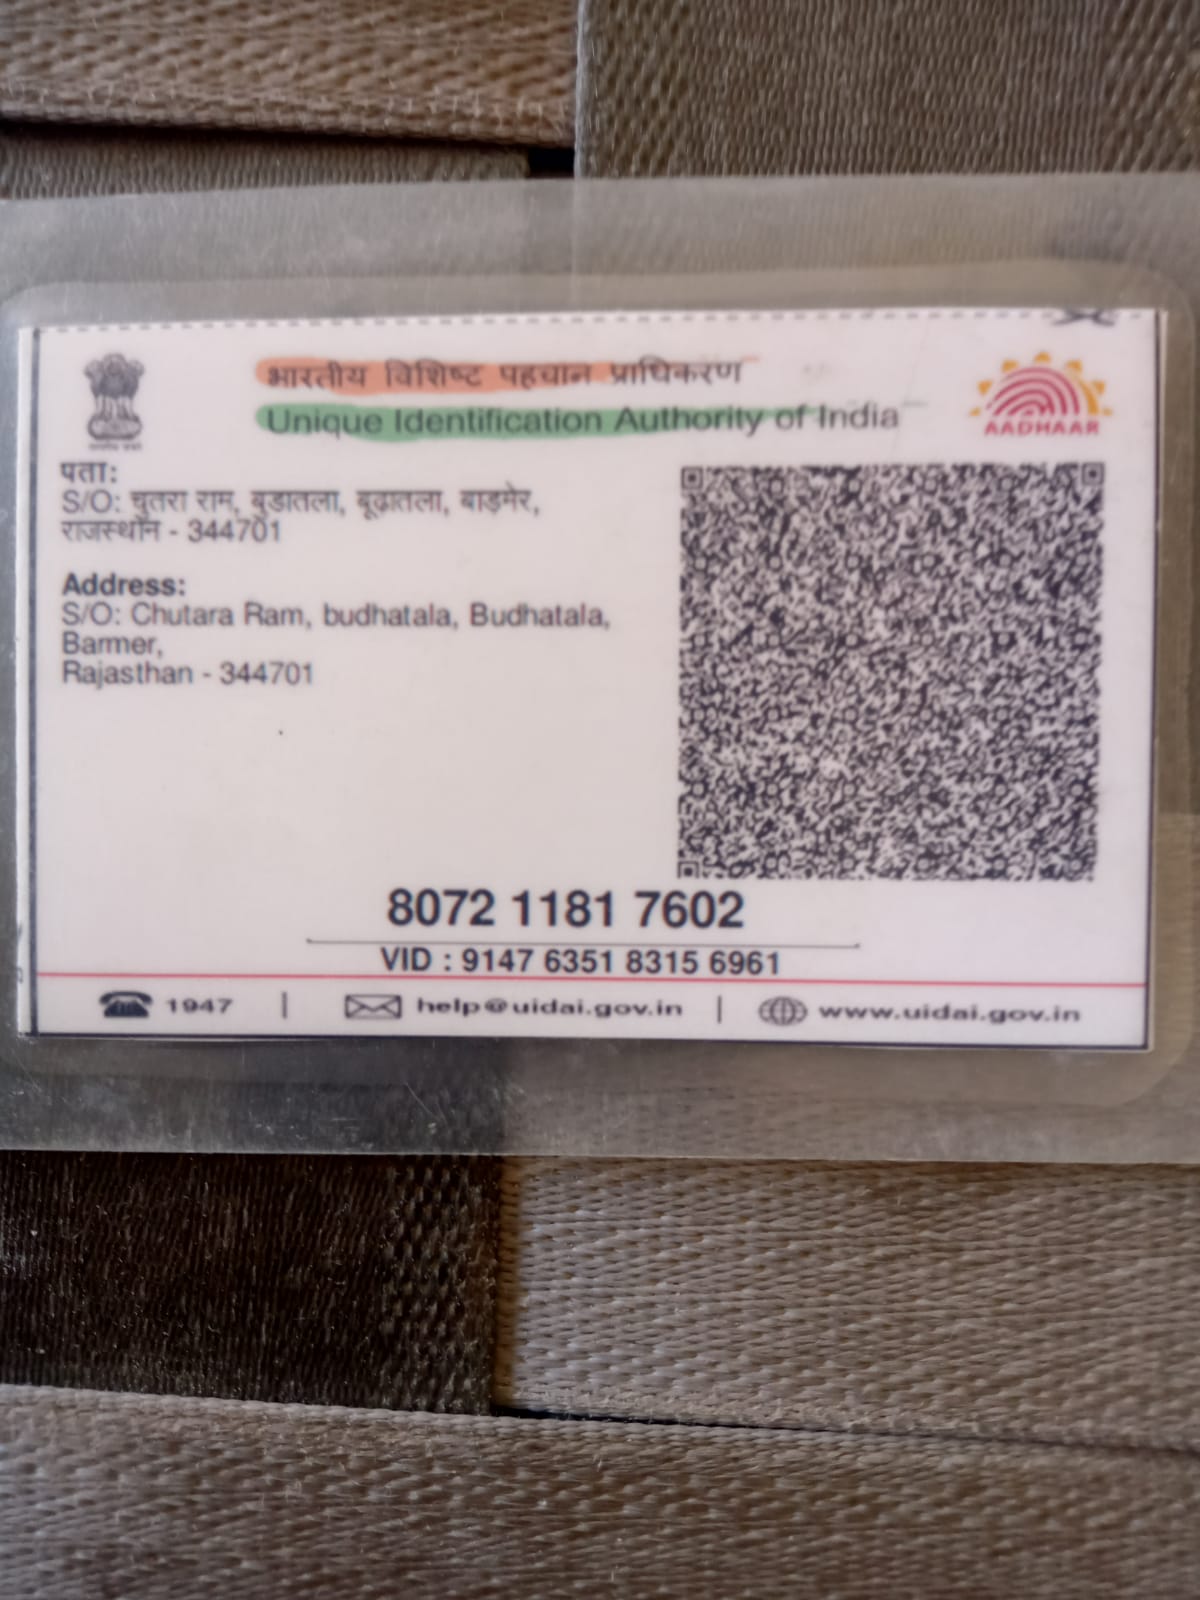 भारतीय विशिष्ट पहचान प्राधिकरण
Unique Identification Authority of India
AADHAAR
पता:
S/O: चुतरा राम, बुडातला, बूढातला, बाड़मेर,
राजस्थान - 344701
Address:
S/O: Chutara Ram, budhatala, Budhatala,
Barmer,
Rajasthan - 344701
8072 1181 7602
VID : 9147 6351 8315 6961
1947 | help@uidai.gov.in | www.uidai.gov.in